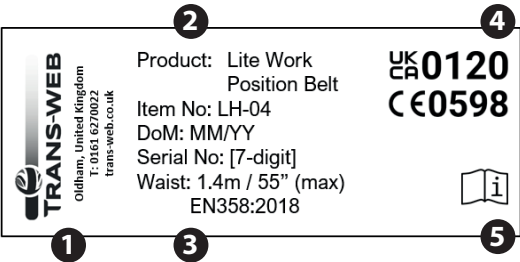 2
4
TRANS-WEB
Oldham, United Kingdom
T: 0161 6270022
trans-web.co.uk
Product: Lite Work
Position Belt
Item No: LH-04
DoM: MM/YY
Serial No: [7-digit]
Waist: 1.4m / 55” (max)
EN358:2018
UK
CA 0120
CE0598
i
1
3
5